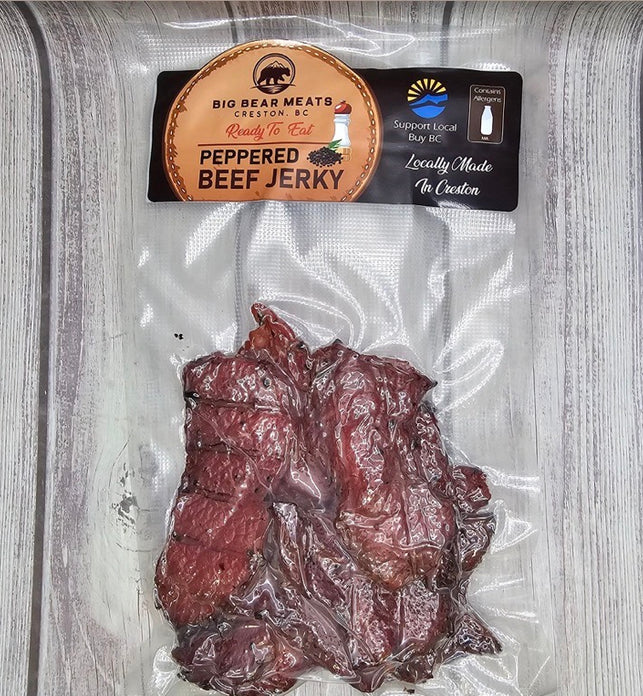 BIG BEAR MEATS
CRESTON, BC
Ready To Eat
PEPPERED
BEEF JERKY
Support Local
Buy BC
Contains
Allergens
Locally Made
In Creston